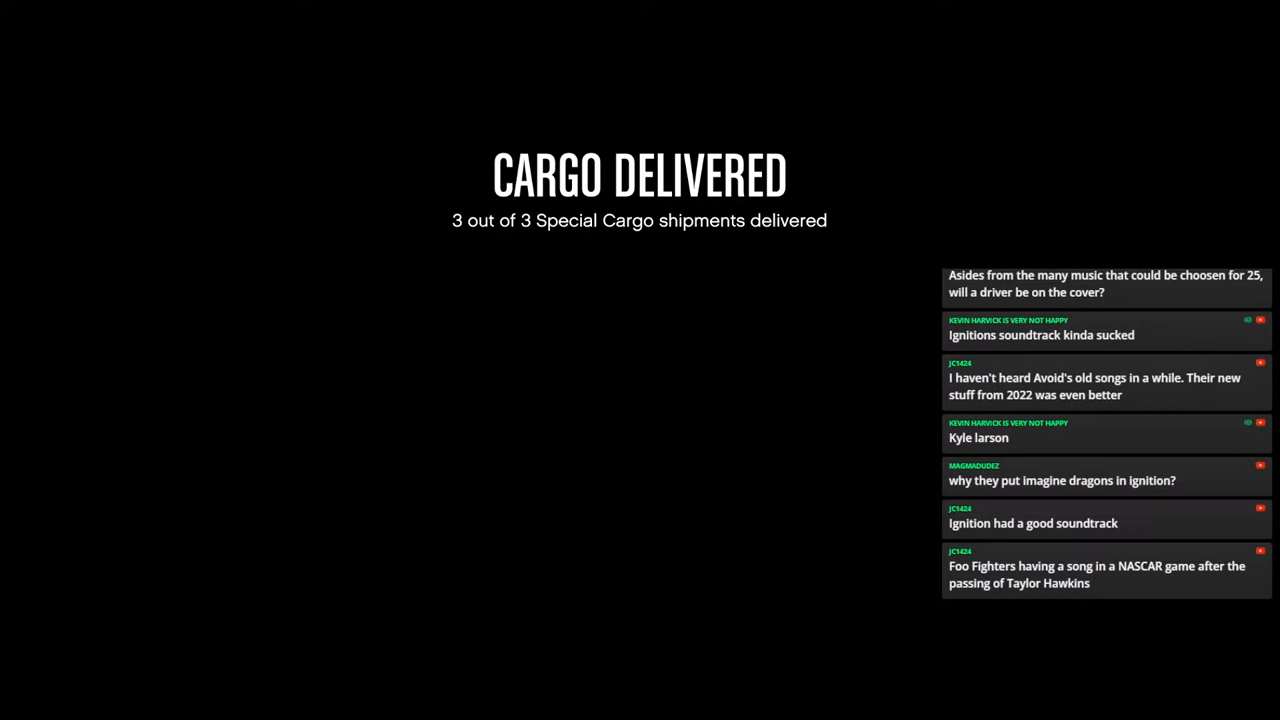 CARGO DELIVERED
3 out of 3 Special Cargo shipments delivered
Asides from the many music that could be choosen for 25,
will a driver be on the cover?
KEVIN HARVICK IS VERY NOT HAPPY
Ignitions soundtrack kinda sucked
JC1424
I haven't heard Avoid's old songs in a while. Their new
stuff from 2022 was even better
KEVIN HARVICK IS VERY NOT HAPPY
Kyle larson
MAGMADUDEZ
why they put imagine dragons in ignition?
JC1424
Ignition had a good soundtrack
JC1424
Foo Fighters having a song in a NASCAR game after the
passing of Taylor Hawkins